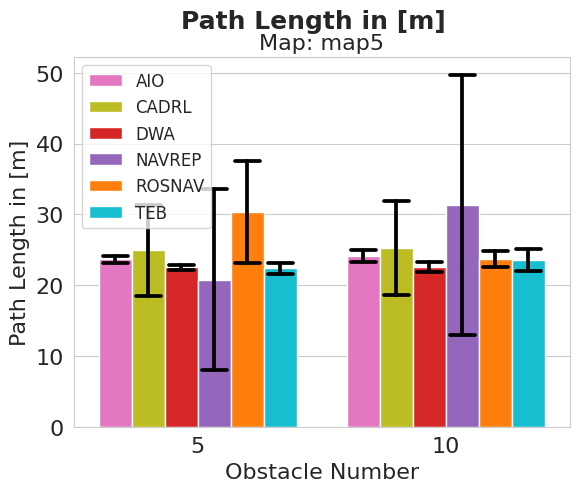 Path Length in [m]
Map: map5
50
40
30
20
10
0
Path Length in [m]
AIO
CADRL
DWA
NAVREP
ROSNAV
TEB
5
10
Obstacle Number